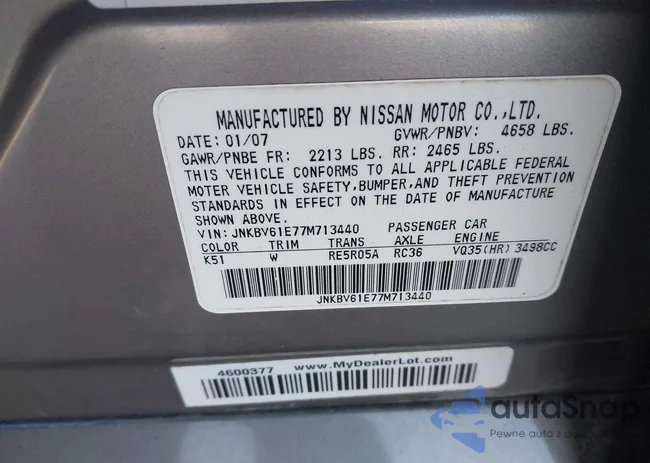 MANUFACTURED BY NISSAN MOTOR CO.,LTD.
DATE: 01/07 GVWR/PNBV: 4658 LBS.
GAWR/PNBE FR: 2213 LBS. RR: 2465 LBS.
THIS VEHICLE CONFORMS TO ALL APPLICABLE FEDERAL
MOTER VEHICLE SAFETY,BUMPER,AND THEFT PREVENTION
STANDARDS IN EFFECT ON THE DATE OF MANUFACTURE
SHOWN ABOVE.
VIN: JNKBV61E77M713440 PASSENGER CAR
COLOR TRIM TRANS AXLE ENGINE
K51 W RE5R05A RC36 VQ35(HR) 3498CC
JNKBV61E77M713440
4600377 www.MyDealerLot.com
autoSnap
Pewne auto z